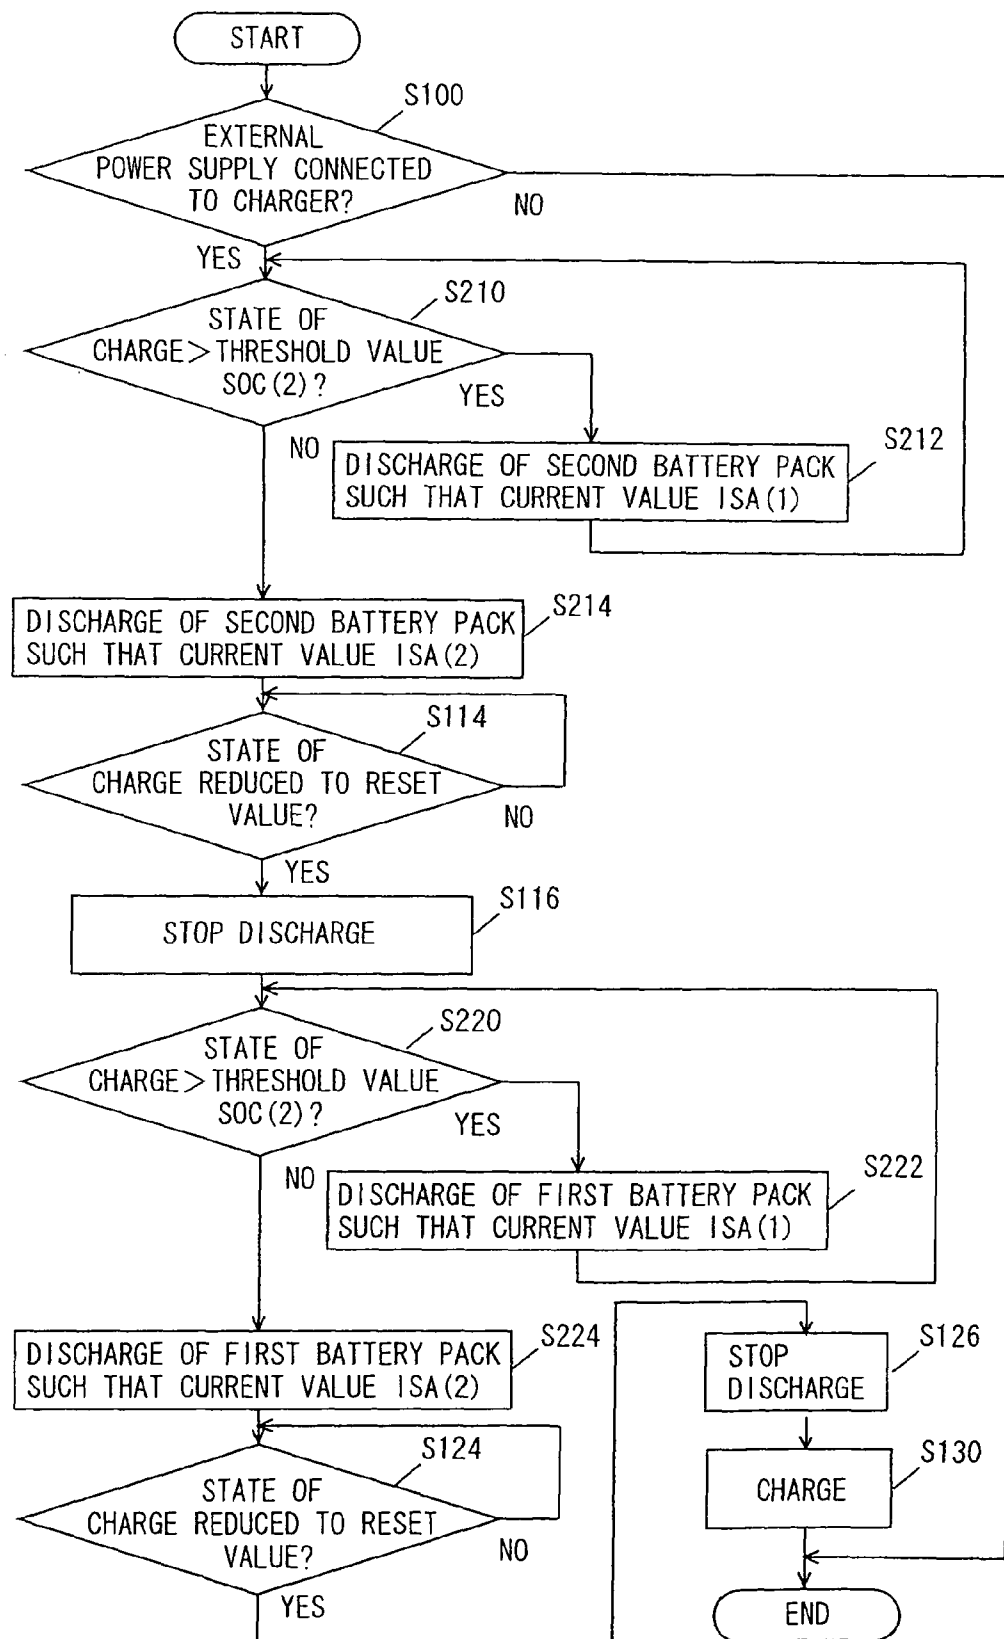 START
S100
EXTERNAL
POWER SUPPLY CONNECTED
TO CHARGER?
NO
YES
S210
STATE OF
CHARGE>THRESHOLD VALUE
SOC(2)?
YES
NO
S212
DISCHARGE OF SECOND BATTERY PACK
SUCH THAT CURRENT VALUE ISA(1)
S214
DISCHARGE OF SECOND BATTERY PACK
SUCH THAT CURRENT VALUE ISA(2)
S114
STATE OF
CHARGE REDUCED TO RESET
VALUE?
NO
YES
S116
STOP DISCHARGE
S220
STATE OF
CHARGE>THRESHOLD VALUE
SOC(2)?
YES
NO
S222
DISCHARGE OF FIRST BATTERY PACK
SUCH THAT CURRENT VALUE ISA(1)
S224
DISCHARGE OF FIRST BATTERY PACK
SUCH THAT CURRENT VALUE ISA(2)
S124
STATE OF
CHARGE REDUCED TO RESET
VALUE?
NO
YES
S126
STOP
DISCHARGE
S130
CHARGE
END